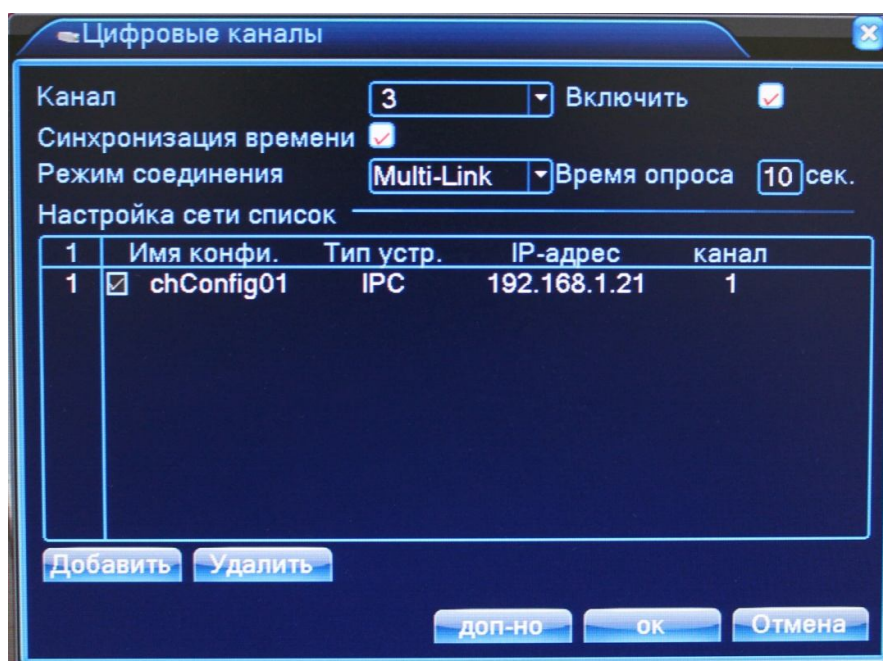 Цифровые каналы
Канал 3 Включить
Синхронизация времени
Режим соединения Multi-Link Время опроса 10 сек.
Настройка сети список
1 Имя конфи. Тип устр. IP-адрес канал
1 chConfig01 IPC 192.168.1.21 1
Добавить Удалить
доп-но ок Отмена